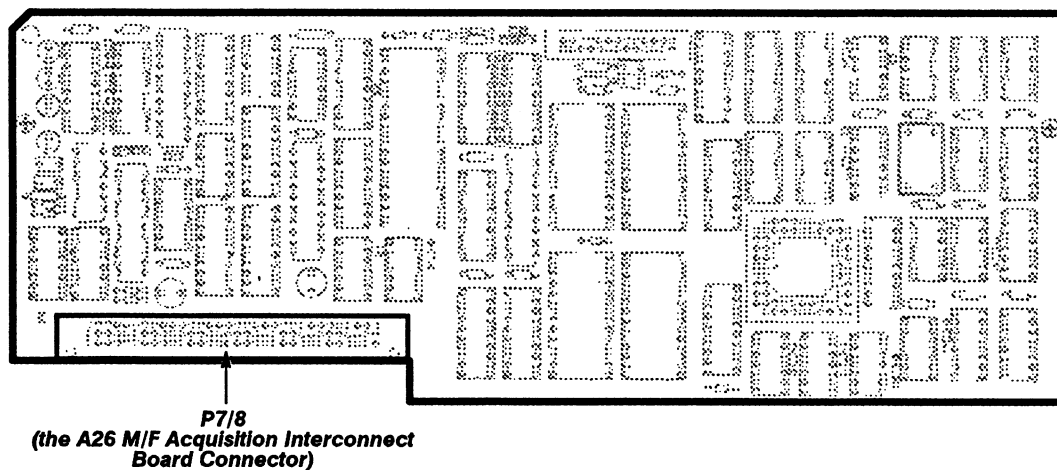 P7/8
(the A26 M/F Acquisition Interconnect
Board Connector)